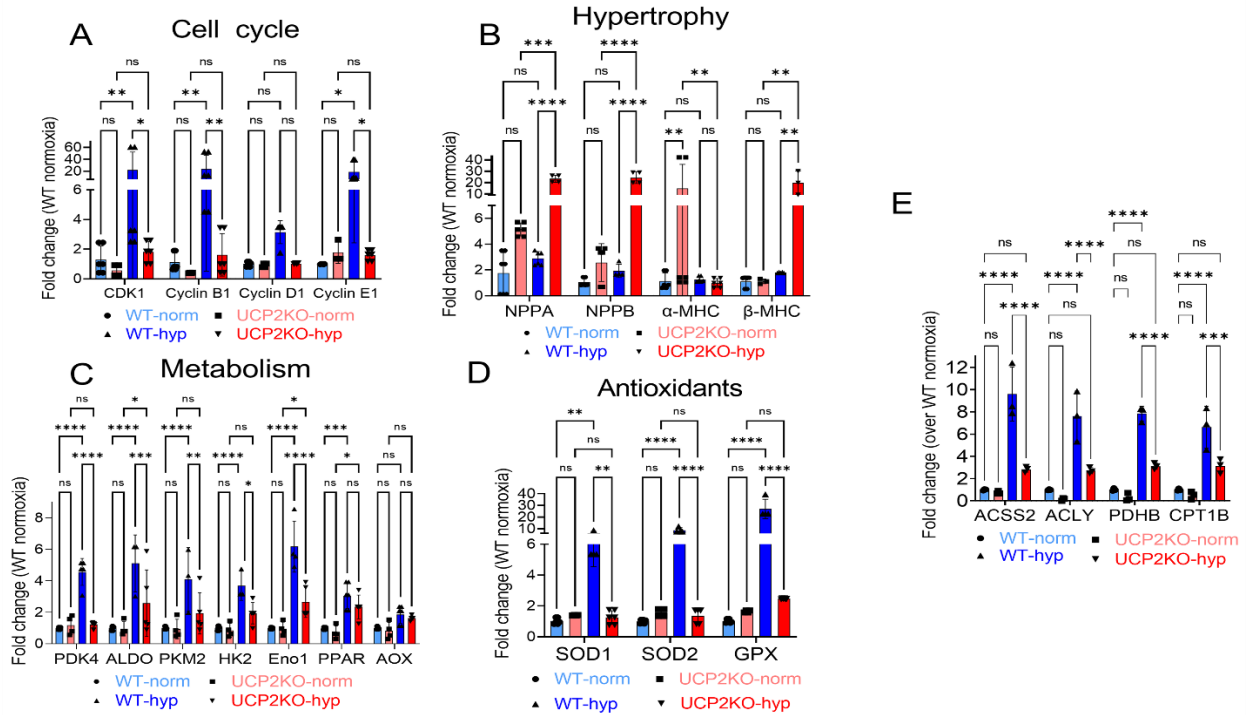 A Cell cycle
ns ns ns ns
** ** ns *
ns * ns ** ns ns ns *
Fold change (WT normoxia)
60
40
20
6
4
2
0
CDK1 Cyclin B1 Cyclin D1 Cyclin E1
WT-norm UCP2KO-norm
WT-hyp UCP2KO-hyp
B Hypertrophy
*** **** ** **
ns ns ns ns
ns **** ns **** ** ns ns **
Fold change (WT normoxia)
40
30
20
10
6
4
2
0
NPPA NPPB α-MHC β-MHC
WT-norm UCP2KO-norm
WT-hyp UCP2KO-hyp
C Metabolism
ns * ns ns * ns ns
**** **** **** **** **** *** ns
ns **** ns *** ns ** ns * ns **** ns * ns ns
Fold change (WT normoxia)
8
6
4
2
0
PDK4 ALDO PKM2 HK2 Eno1 PPAR AOX
WT-norm UCP2KO-norm
WT-hyp UCP2KO-hyp
D Antioxidants
** ns ns
ns **** ****
ns ** ns **** ns ****
Fold change (WT normoxia)
40
30
20
10
6
4
2
0
SOD1 SOD2 GPX
WT-norm UCP2KO-norm
WT-hyp UCP2KO-hyp
E
****
ns **** ns ns
**** **** ns ****
ns **** ns **** ns ***
Fold change (over WT normoxia)
12
10
8
6
4
2
0
ACSS2 ACLY PDHB CPT1B
WT-norm UCP2KO-norm
WT-hyp UCP2KO-hyp